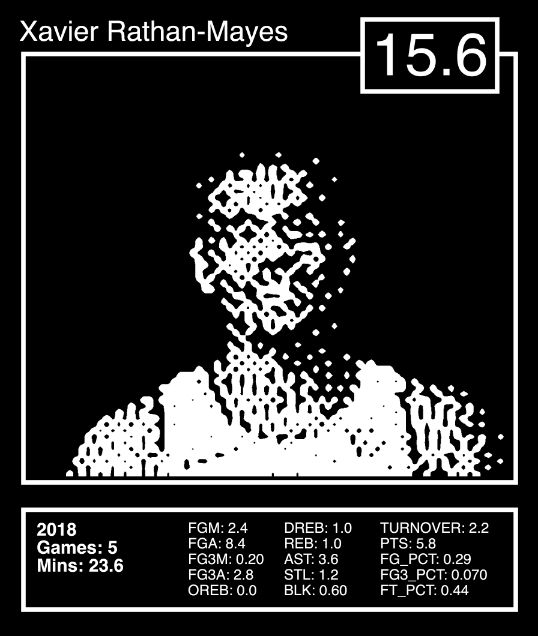 Xavier Rathan-Mayes
15.6
2018
Games: 5
Mins: 23.6
FGM: 2.4
FGA: 8.4
FG3M: 0.20
FG3A: 2.8
OREB: 0.0
DREB: 1.0
REB: 1.0
AST: 3.6
STL: 1.2
BLK: 0.60
TURNOVER: 2.2
PTS: 5.8
FG_PCT: 0.29
FG3_PCT: 0.070
FT_PCT: 0.44